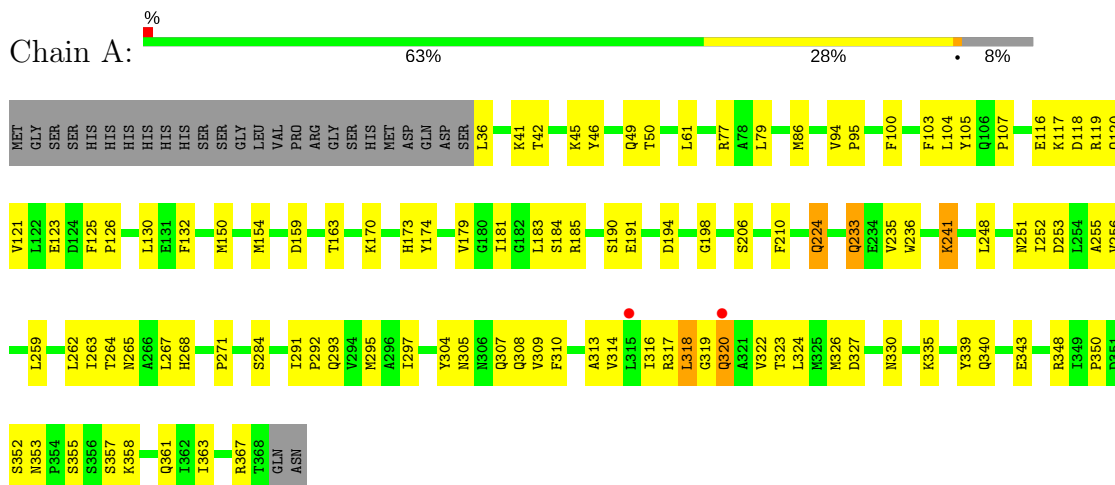 %
Chain A:
63% 28% • 8%
MET GLY SER SER HIS HIS HIS HIS HIS HIS SER SER GLY LEU VAL PRO ARG GLY SER HIS MET ASP GLN ASP SER L36 K41 T42 K45 Y46 Q49 T50 L61 R77 A78 L79 M86 V94 P95 F100 F103 L104 Y105 Q106 P107 E116 K117 D118 R119 Q120
V121 L122 E123 D124 F125 P126 L130 E131 F132 M150 M154 D159 T163 K170 H173 Y174 V179 G180 I181 G182 L183 S184 R185 S190 E191 D194 G198 S206 F210 Q224 Q233 E234 V235 W236 K241 L248 N251 I252 D253 L254 A255
L259 L262 I263 T264 N265 A266 L267 H268 P271 S284 I291 P292 Q293 V294 M295 A296 I297 Y304 N305 N306 Q307 Q308 V309 F310 A313 V314 L315 I316 R317 L318 G319 Q320 A321 V322 T323 L324 M325 M326 D327 N330 K335 Y339 Q340 E343 R348 I349 P350 D351
S352 N353 P354 S355 S356 S357 K358 Q361 I362 I363 R367 T368 GLN ASN